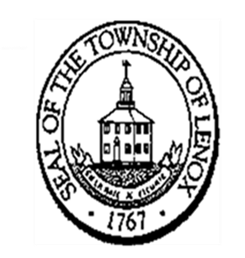 SEAL OF THE TOWNSHIP OF LENOX
· 1767 ·